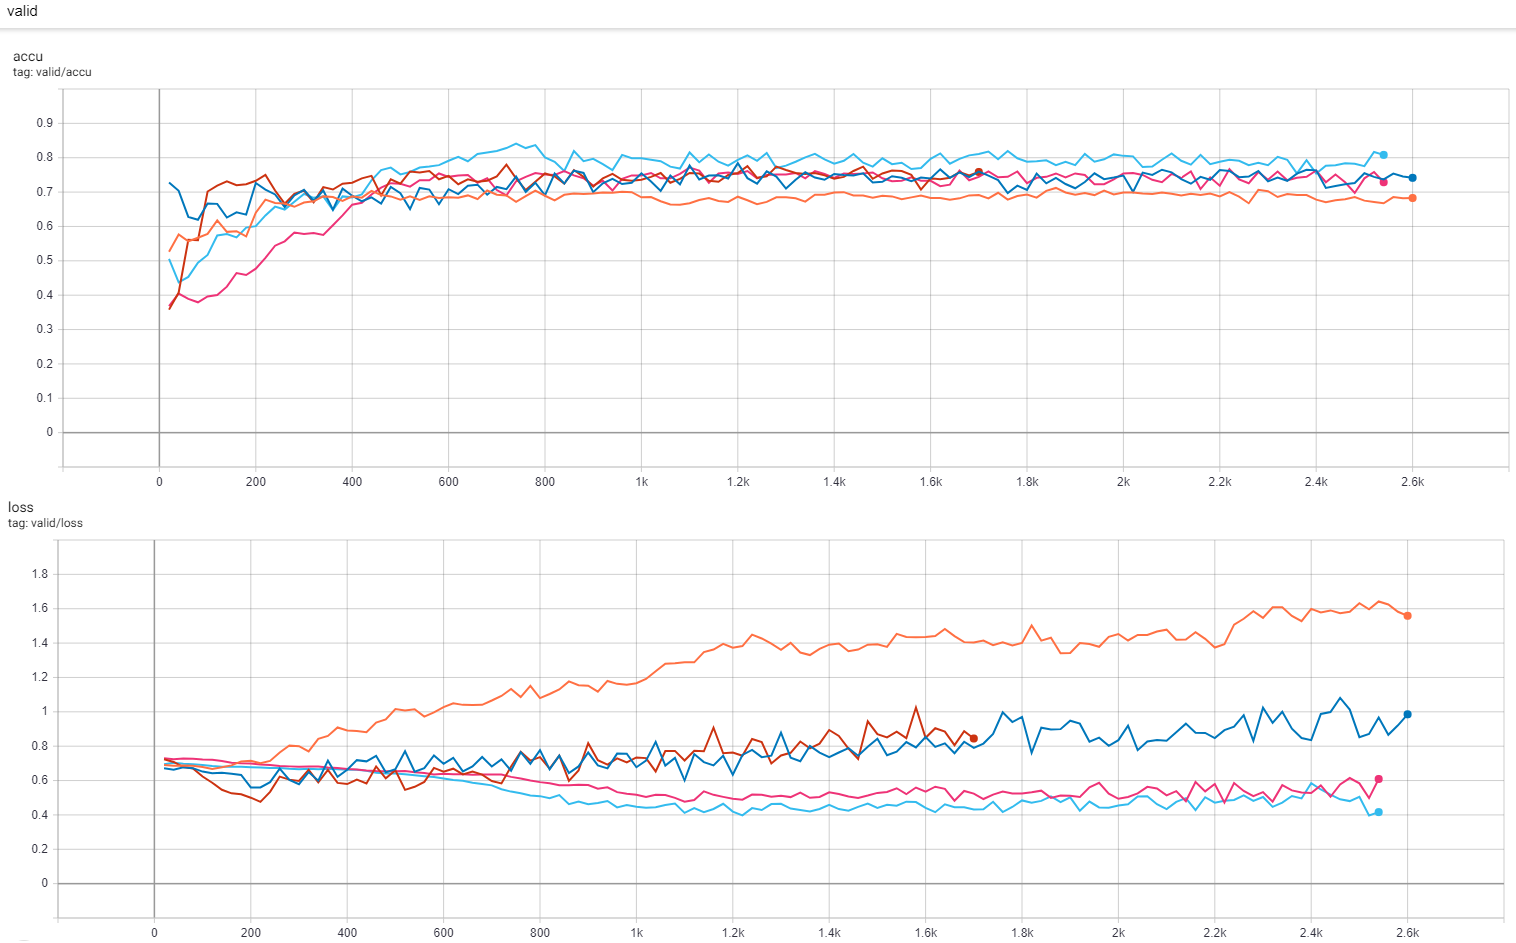 valid
accu
tag: valid/accu
0.9
0.8
0.7
0.6
0.5
0.4
0.3
0.2
0.1
0
0 200 400 600 800 1k 1.2k 1.4k 1.6k 1.8k 2k 2.2k 2.4k 2.6k
loss
tag: valid/loss
1.8
1.6
1.4
1.2
1
0.8
0.6
0.4
0.2
0
0 200 400 600 800 1k 1.2k 1.4k 1.6k 1.8k 2k 2.2k 2.4k 2.6k